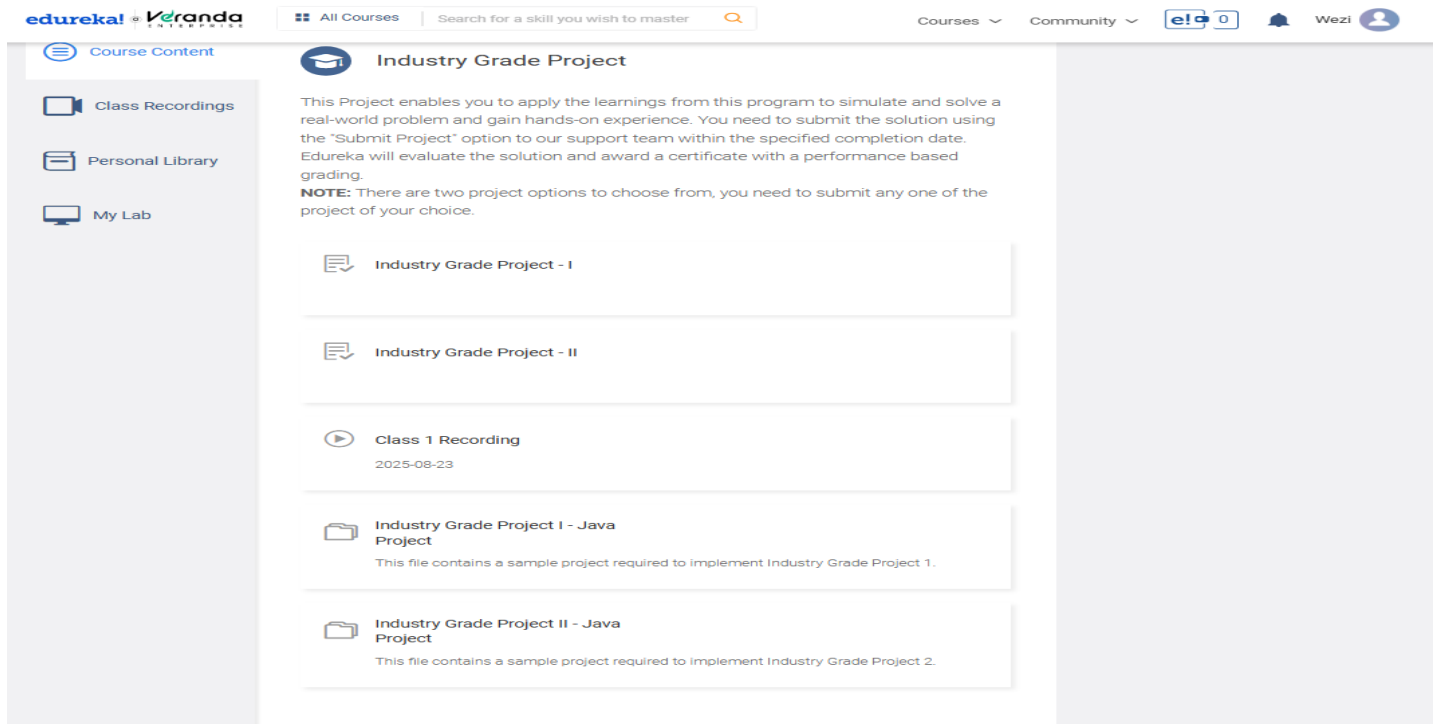 edureka! Veranda ENTERPRISE
All Courses
Search for a skill you wish to master
Courses
Community
e! 0
Wezi
Course Content
Class Recordings
Personal Library
My Lab
Industry Grade Project
This Project enables you to apply the learnings from this program to simulate and solve a
real-world problem and gain hands-on experience. You need to submit the solution using
the "Submit Project" option to our support team within the specified completion date.
Edureka will evaluate the solution and award a certificate with a performance based
grading.
NOTE: There are two project options to choose from, you need to submit any one of the
project of your choice.
Industry Grade Project - I
Industry Grade Project - II
Class 1 Recording
2025-08-23
Industry Grade Project I - Java
Project
This file contains a sample project required to implement Industry Grade Project 1.
Industry Grade Project II - Java
Project
This file contains a sample project required to implement Industry Grade Project 2.